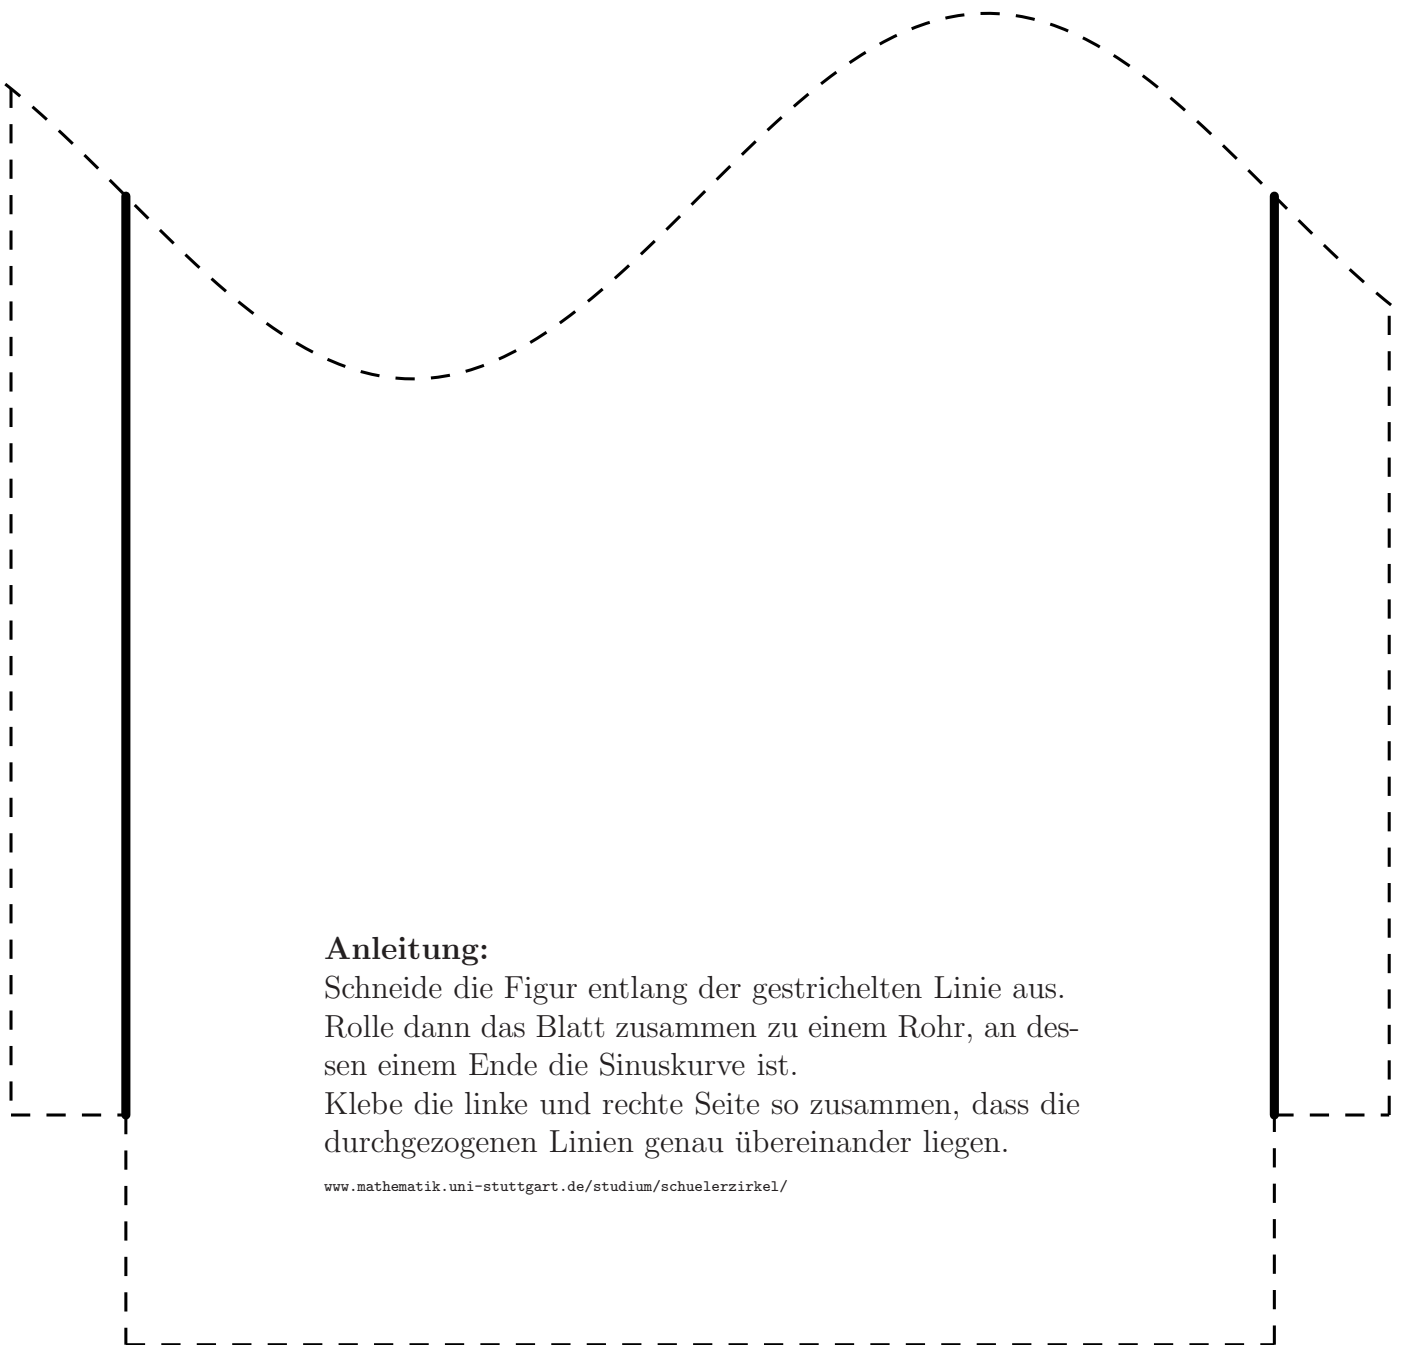 Anleitung:
Schneide die Figur entlang der gestrichelten Linie aus.
Rolle dann das Blatt zusammen zu einem Rohr, an des-
sen einem Ende die Sinuskurve ist.
Klebe die linke und rechte Seite so zusammen, dass die
durchgezogenen Linien genau übereinander liegen.
www.mathematik.uni-stuttgart.de/studium/schuelerzirkel/